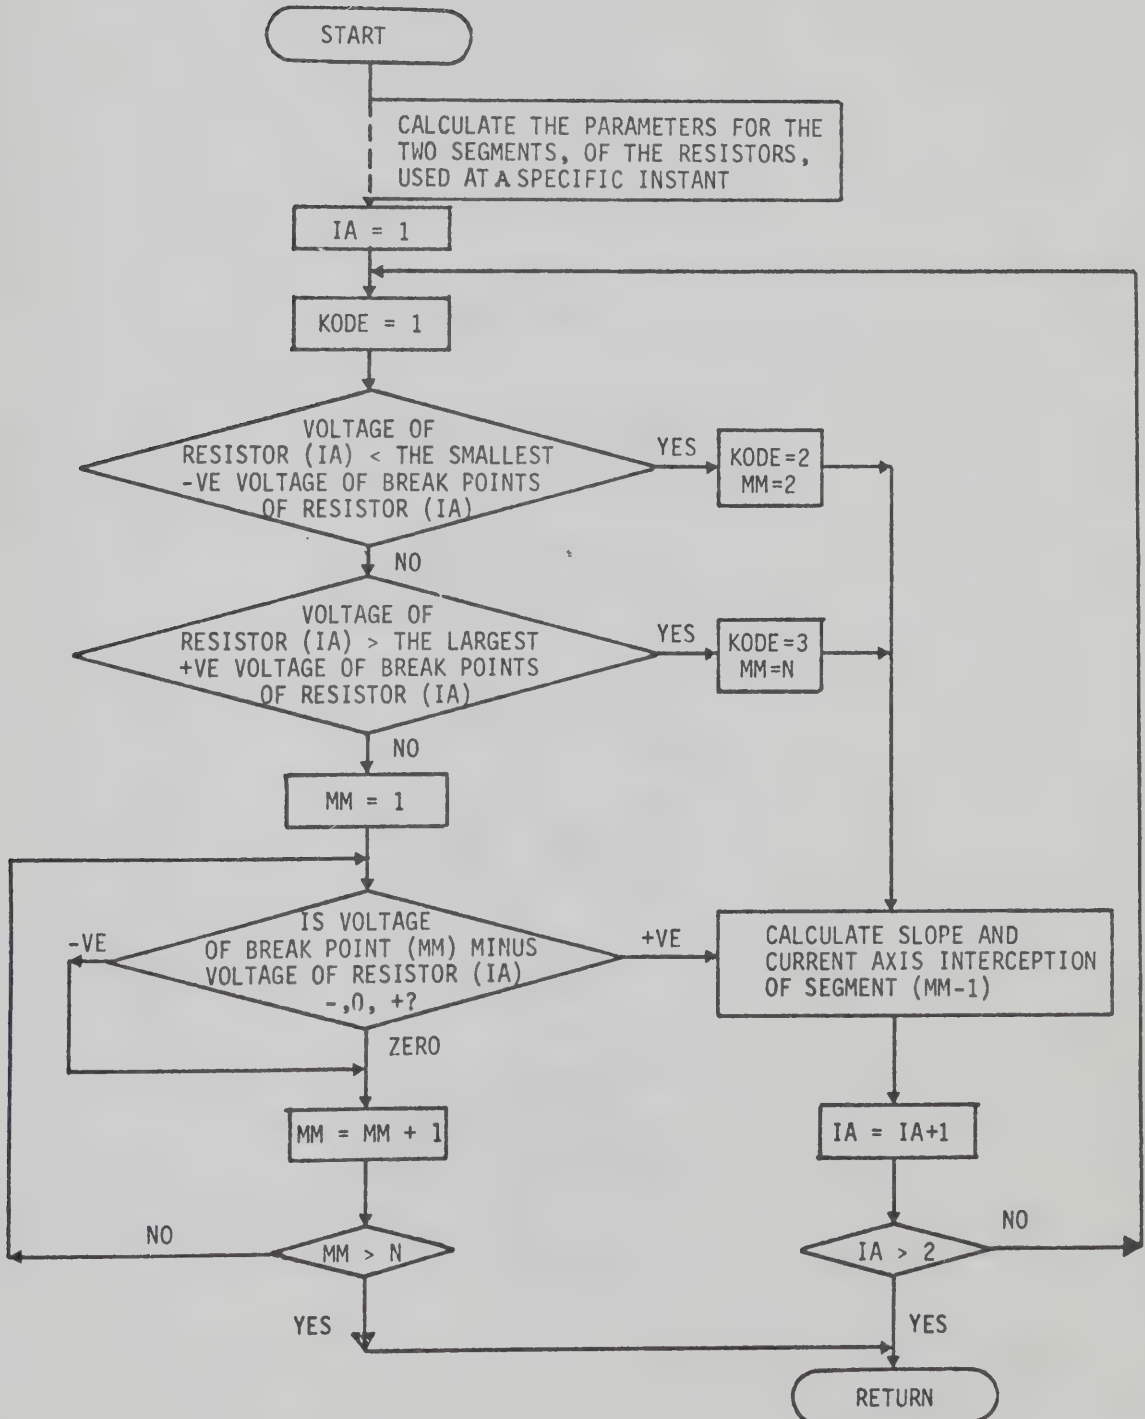 START
CALCULATE THE PARAMETERS FOR THE
TWO SEGMENTS, OF THE RESISTORS,
USED AT A SPECIFIC INSTANT
IA = 1
KODE = 1
VOLTAGE OF
RESISTOR (IA) < THE SMALLEST
-VE VOLTAGE OF BREAK POINTS
OF RESISTOR (IA)
YES
KODE=2
MM=2
NO
VOLTAGE OF
RESISTOR (IA) > THE LARGEST
+VE VOLTAGE OF BREAK POINTS
OF RESISTOR (IA)
YES
KODE=3
MM=N
NO
MM = 1
IS VOLTAGE
OF BREAK POINT (MM) MINUS
VOLTAGE OF RESISTOR (IA)
-,0, +?
-VE
+VE
CALCULATE SLOPE AND
CURRENT AXIS INTERCEPTION
OF SEGMENT (MM-1)
ZERO
MM = MM + 1
IA = IA+1
NO
MM > N
IA > 2
NO
YES
YES
RETURN